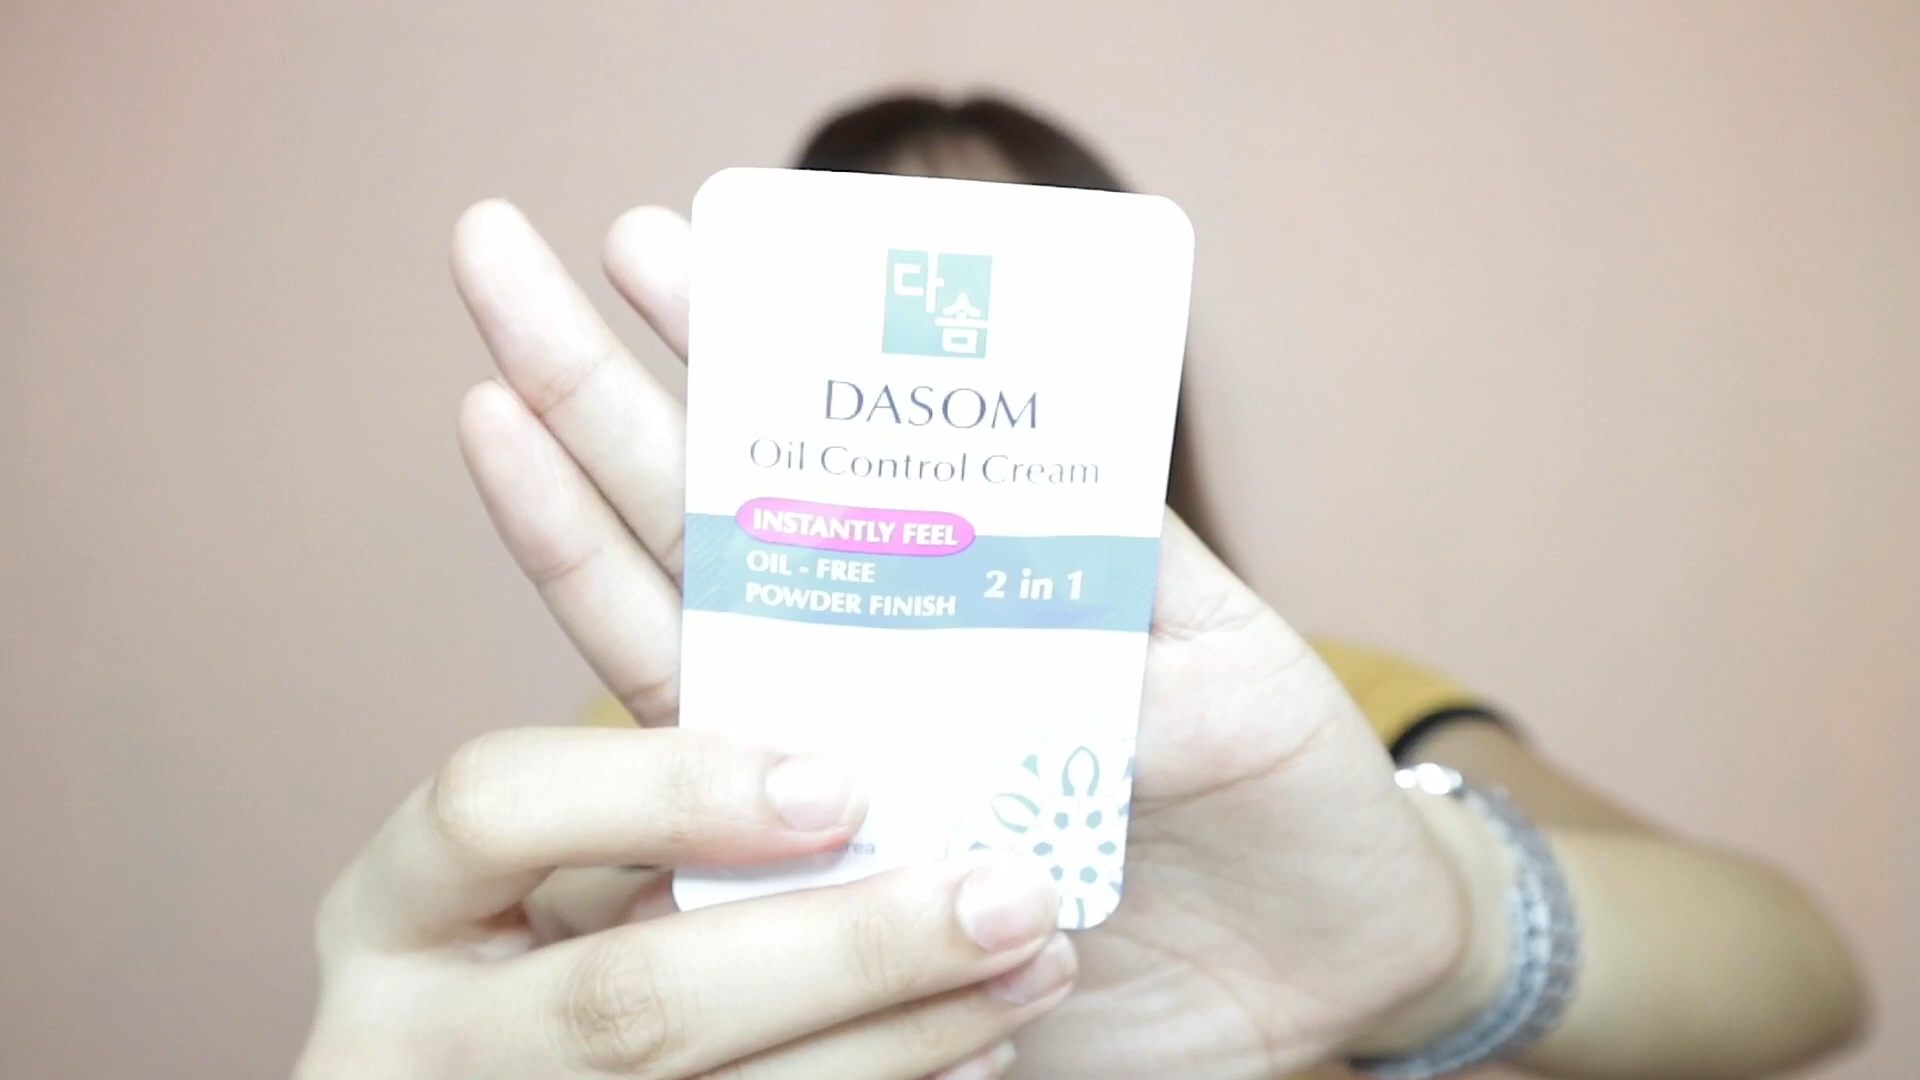 다솜
DASOM
Oil Control Cream
INSTANTLY FEEL
OIL - FREE
POWDER FINISH
2 in 1